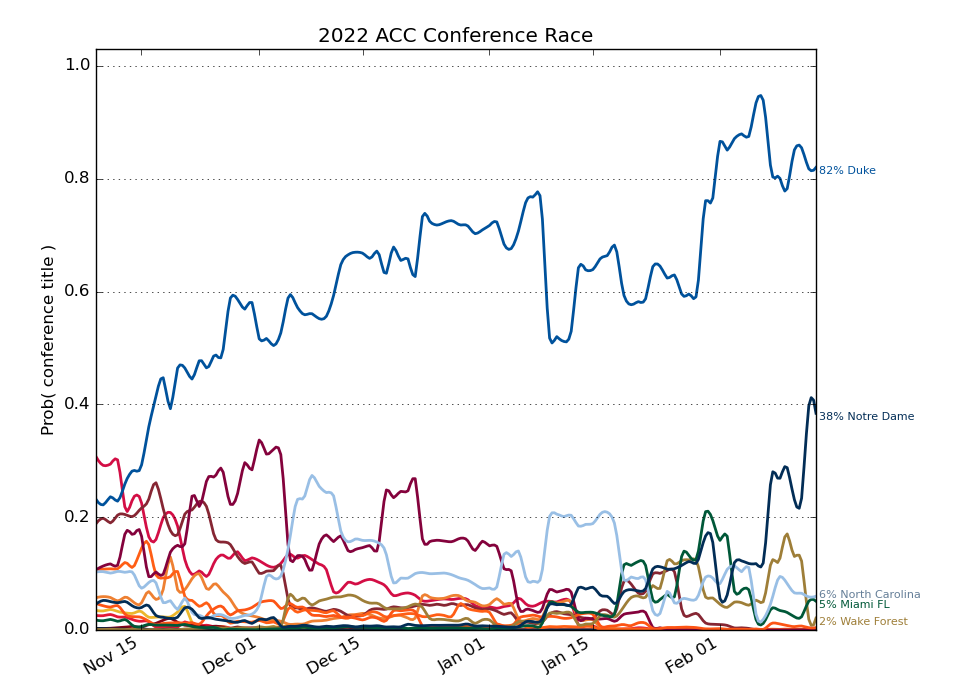 2022 ACC Conference Race
Prob( conference title )
1.0
0.8
0.6
0.4
0.2
0.0
82% Duke
38% Notre Dame
6% North Carolina
5% Miami FL
2% Wake Forest
Nov 15
Dec 01
Dec 15
Jan 01
Jan 15
Feb 01